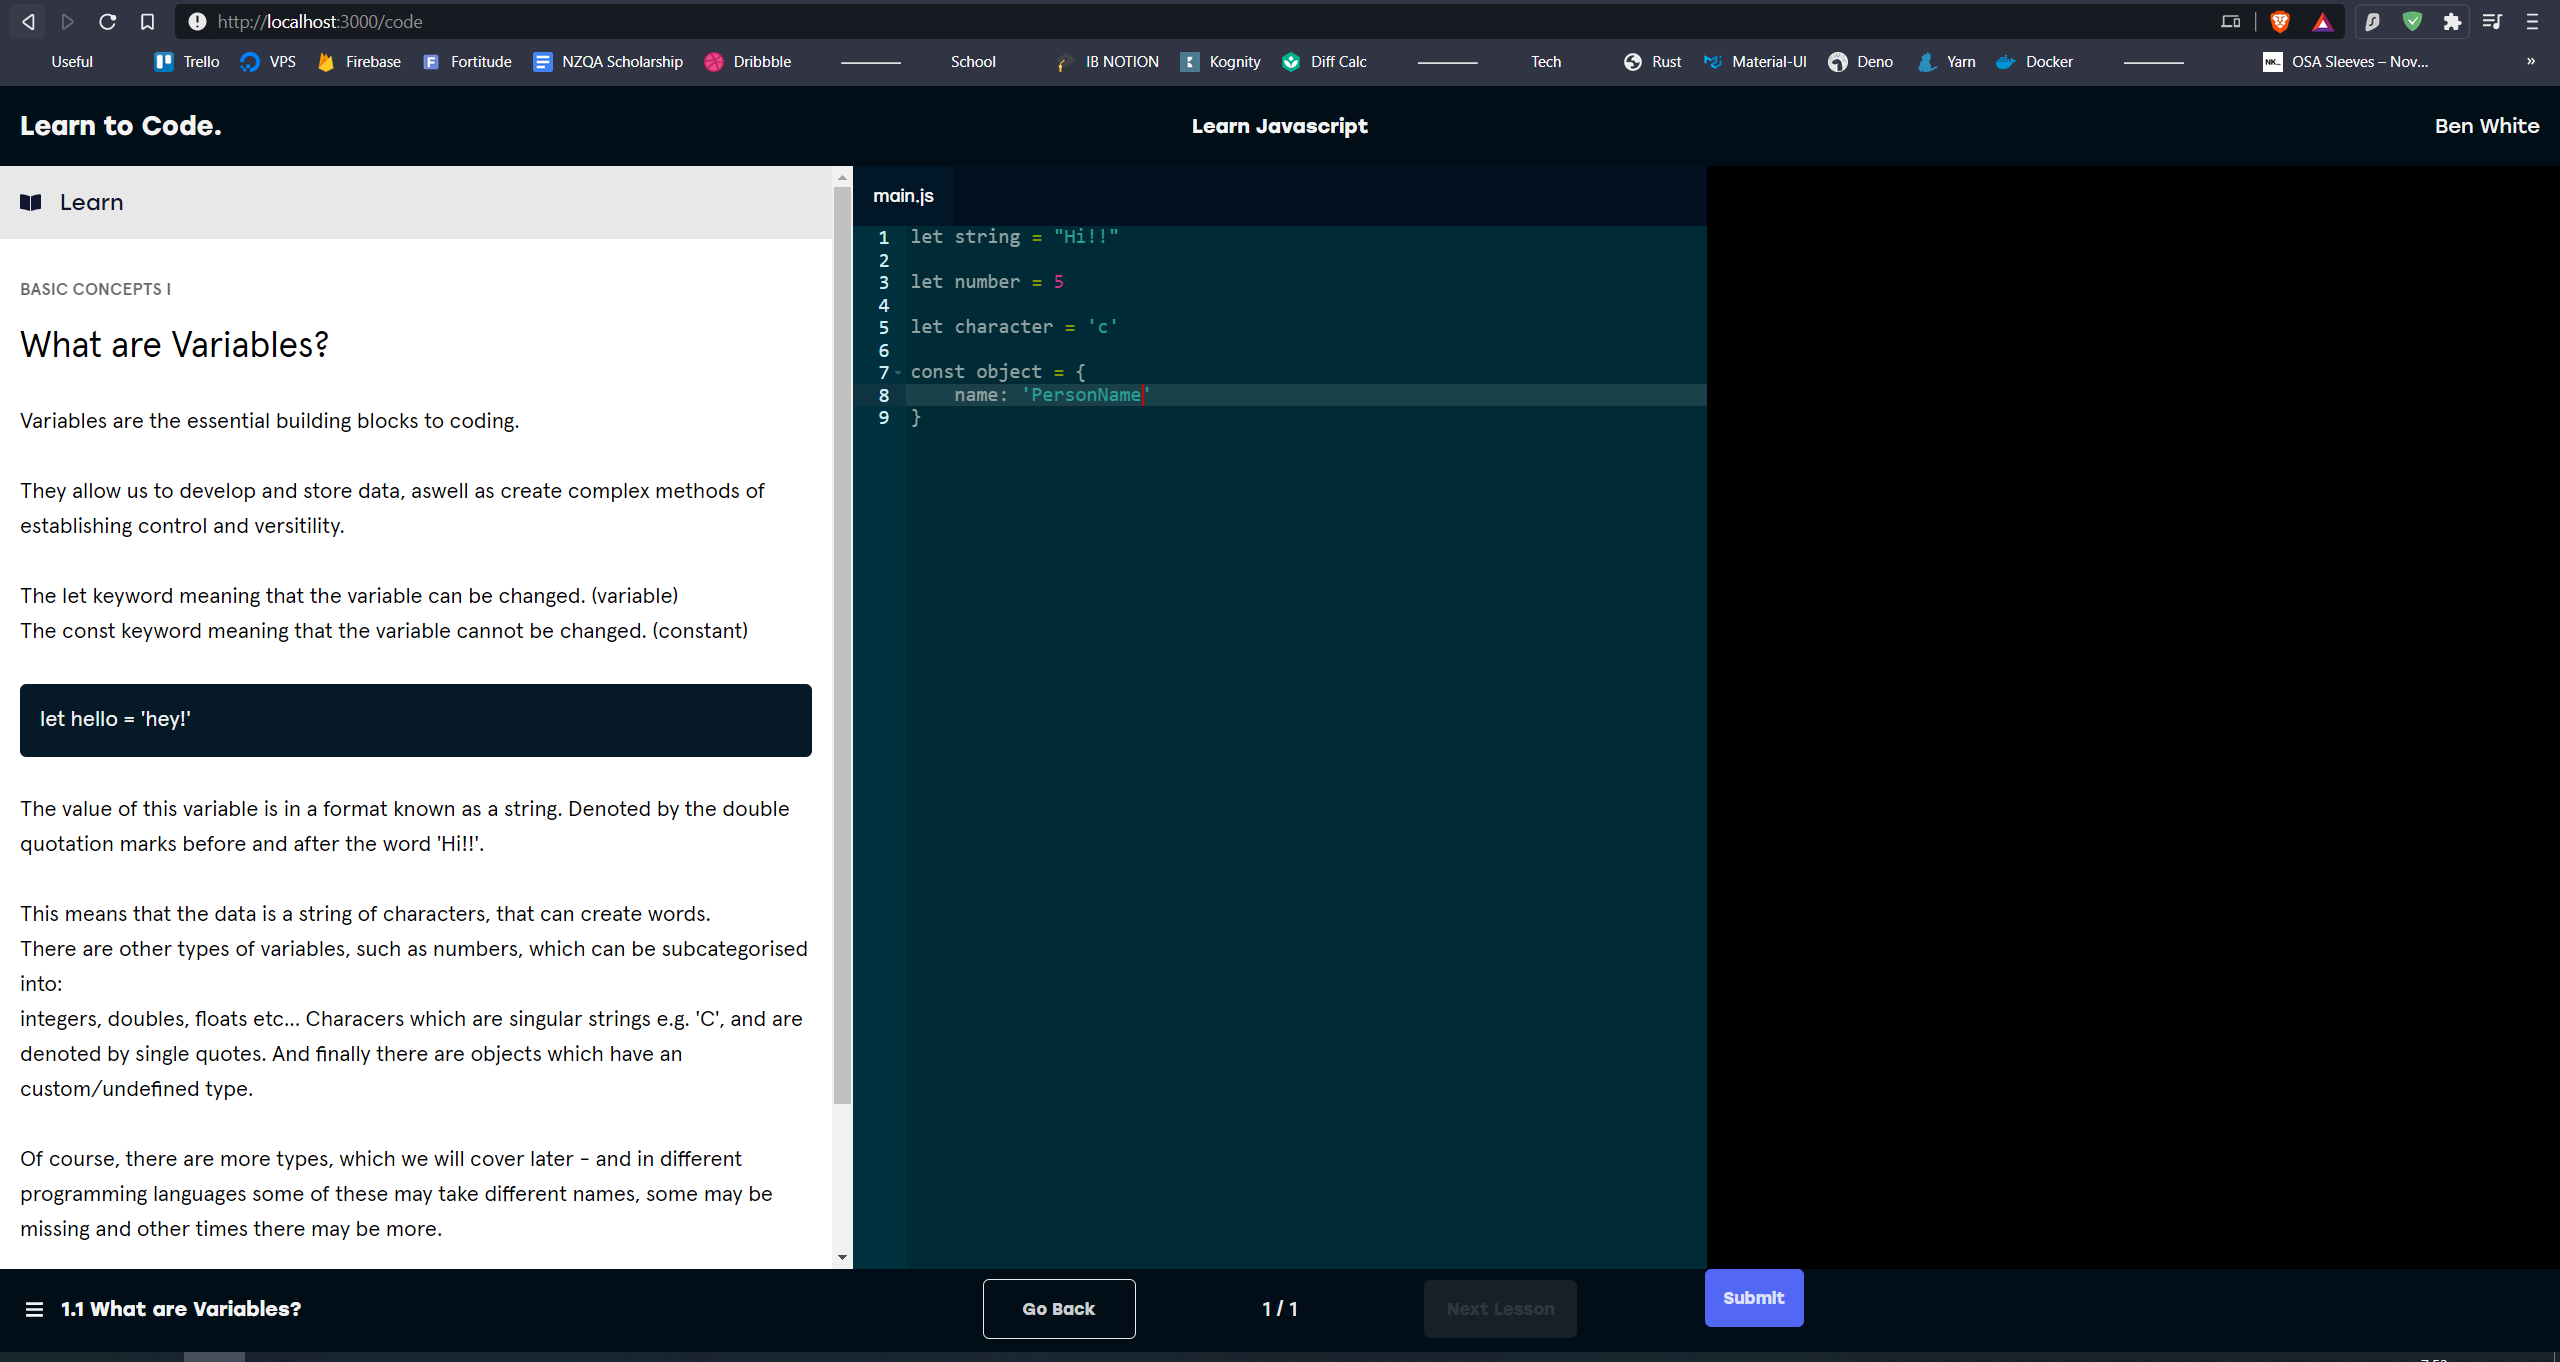 http://localhost:3000/code
Useful Trello VPS Firebase Fortitude NZQA Scholarship Dribbble School IB NOTION Kognity Diff Calc Tech Rust Material-UI Deno Yarn Docker OSA Sleeves – Nov... »
Learn to Code.
Learn Javascript
Ben White
Learn
BASIC CONCEPTS I
What are Variables?
Variables are the essential building blocks to coding.
They allow us to develop and store data, aswell as create complex methods of
establishing control and versitility.
The let keyword meaning that the variable can be changed. (variable)
The const keyword meaning that the variable cannot be changed. (constant)
let hello = 'hey!'
The value of this variable is in a format known as a string. Denoted by the double
quotation marks before and after the word 'Hi!!'.
This means that the data is a string of characters, that can create words.
There are other types of variables, such as numbers, which can be subcategorised
into:
integers, doubles, floats etc... Characers which are singular strings e.g. 'C', and are
denoted by single quotes. And finally there are objects which have an
custom/undefined type.
Of course, there are more types, which we will cover later - and in different
programming languages some of these may take different names, some may be
missing and other times there may be more.
main.js
1 let string = "Hi!!"
2
3 let number = 5
4
5 let character = 'c'
6
7 const object = {
8 name: 'PersonName'
9 }
1.1 What are Variables?
Go Back
1 / 1
Next Lesson
Submit